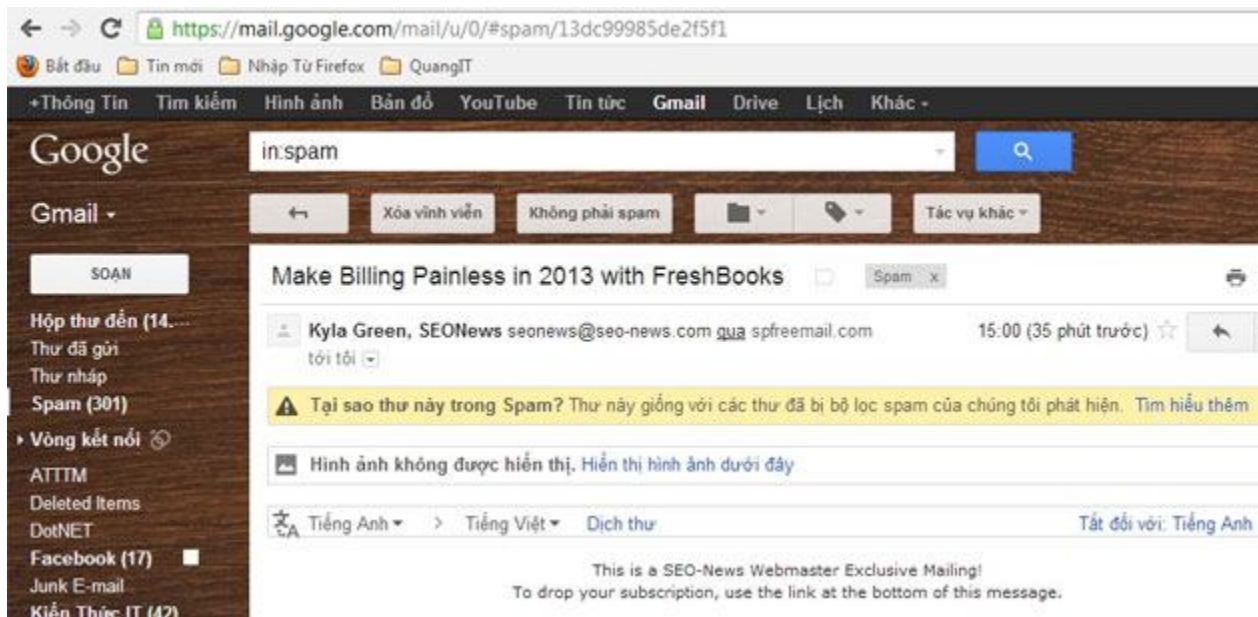 https://mail.google.com/mail/u/0/#spam/13dc99985de2f5f1
Bắt đầu Tin mới Nhập Từ Firefox QuangIT
+Thông Tin Tìm kiếm Hình ảnh Bản đồ YouTube Tin tức Gmail Drive Lịch Khác
Google in:spam
Gmail Xóa vĩnh viễn Không phải spam Tác vụ khác
SOẠN Make Billing Painless in 2013 with FreshBooks Spam x
Hộp thư đến (14....
Thư đã gửi
Thư nháp
Spam (301)
Vòng kết nối
ATTTM
Deleted Items
DotNET
Facebook (17)
Junk E-mail
Kiến Thức IT (42)
Kyla Green, SEONews seonews@seo-news.com qua spfreemail.com 15:00 (35 phút trước)
tới tôi
Tại sao thư này trong Spam? Thư này giống với các thư đã bị bộ lọc spam của chúng tôi phát hiện. Tìm hiểu thêm
Hình ảnh không được hiển thị. Hiển thị hình ảnh dưới đây
Tiếng Anh > Tiếng Việt Dịch thư Tắt đối với: Tiếng Anh
This is a SEO-News Webmaster Exclusive Mailing!
To drop your subscription, use the link at the bottom of this message.